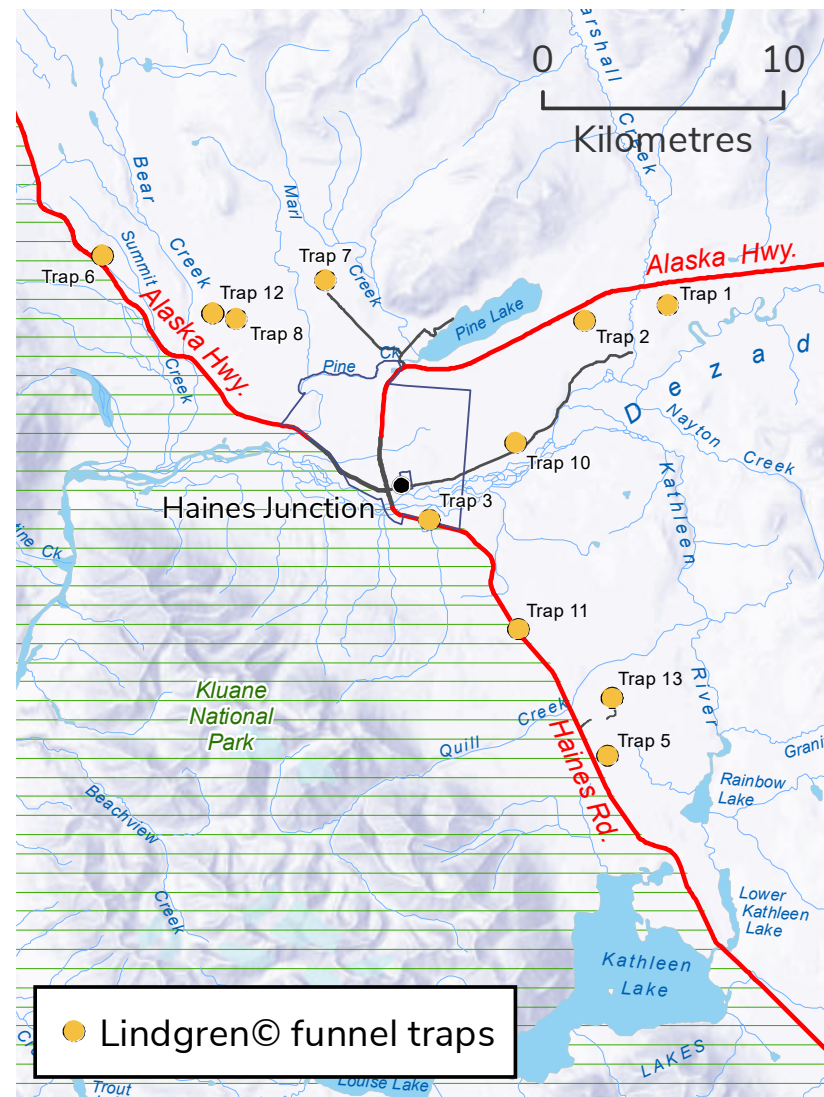 0 10
Kilometres
arshall
Creek
Bear
Creek
Marl
Creek
Summit
Creek
Trap 7
Trap 6
Alaska Hwy.
Trap 12
Trap 8
Alaska Hwy.
Trap 1
Trap 2
Pine Lake
Pine
Ck
Dezad
Nayton
Creek
Trap 10
Kathleen
River
Haines Junction
Trap 3
Ck
Trap 11
Trap 13
Kluane
National
Park
Quill
Creek
Haines Rd.
Trap 5
Grani
Rainbow
Lake
Beachview
Creek
Lower
Kathleen
Lake
Kathleen
Lake
LAKES
Lindgren© funnel traps
Louise Lake
Trout